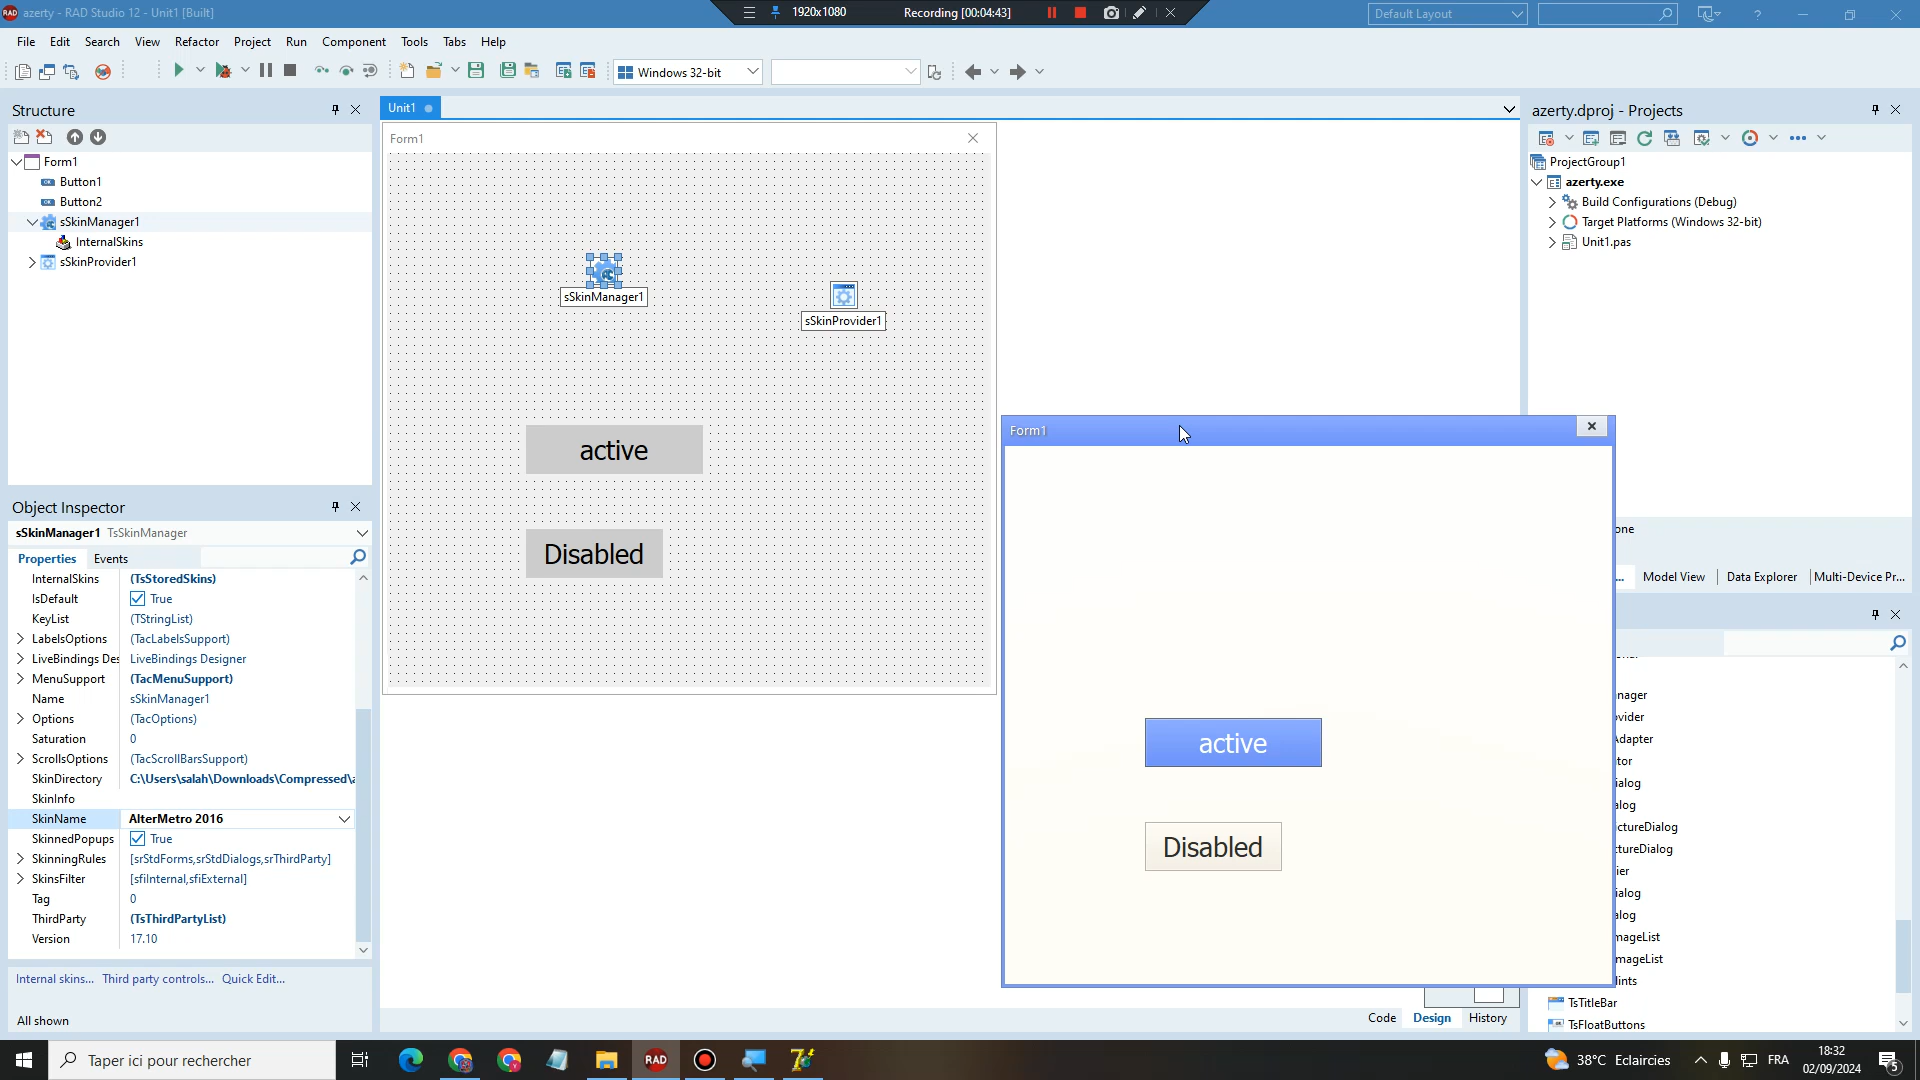 azerty - RAD Studio 12 - Unit1 [Built]
1920x1080
Recording [00:04:43]
Default Layout
File Edit Search View Refactor Project Run Component Tools Tabs Help
Windows 32-bit
Structure
Form1
Button1
Button2
sSkinManager1
InternalSkins
sSkinProvider1
Unit1
Form1
sSkinManager1
sSkinProvider1
active
Disabled
Form1
active
Disabled
azerty.dproj - Projects
ProjectGroup1
azerty.exe
Build Configurations (Debug)
Target Platforms (Windows 32-bit)
Unit1.pas
Model View
Data Explorer
Multi-Device Pr...
TsTitleBar
TsFloatButtons
Object Inspector
sSkinManager1 TsSkinManager
Properties
Events
InternalSkins (TsStoredSkins)
IsDefault True
KeyList (TStringList)
LabelsOptions (TacLabelsSupport)
LiveBindings Des LiveBindings Designer
MenuSupport (TacMenuSupport)
Name sSkinManager1
Options (TacOptions)
Saturation 0
ScrollsOptions (TacScrollBarsSupport)
SkinDirectory C:\Users\salah\Downloads\Compressed\
SkinInfo
SkinName AlterMetro 2016
SkinnedPopups True
SkinningRules [srStdForms,srStdDialogs,srThirdParty]
SkinsFilter [sfiInternal,sfiExternal]
Tag 0
ThirdParty (TsThirdPartyList)
Version 17.10
Internal skins... Third party controls... Quick Edit...
All shown
Code Design History
Taper ici pour rechercher
RAD
38°C Eclaircies
FRA
18:32
02/09/2024
5